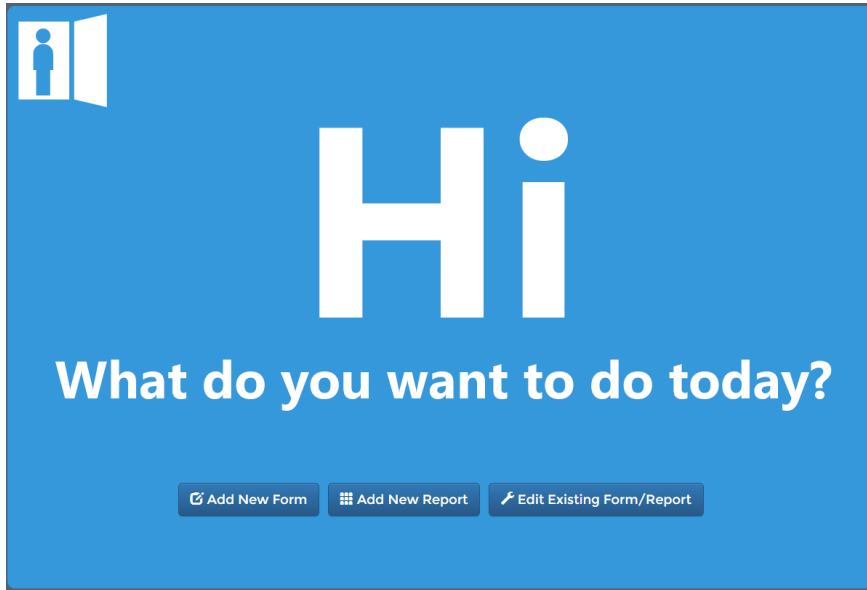 Hi
What do you want to do today?
Add New Form Add New Report Edit Existing Form/Report